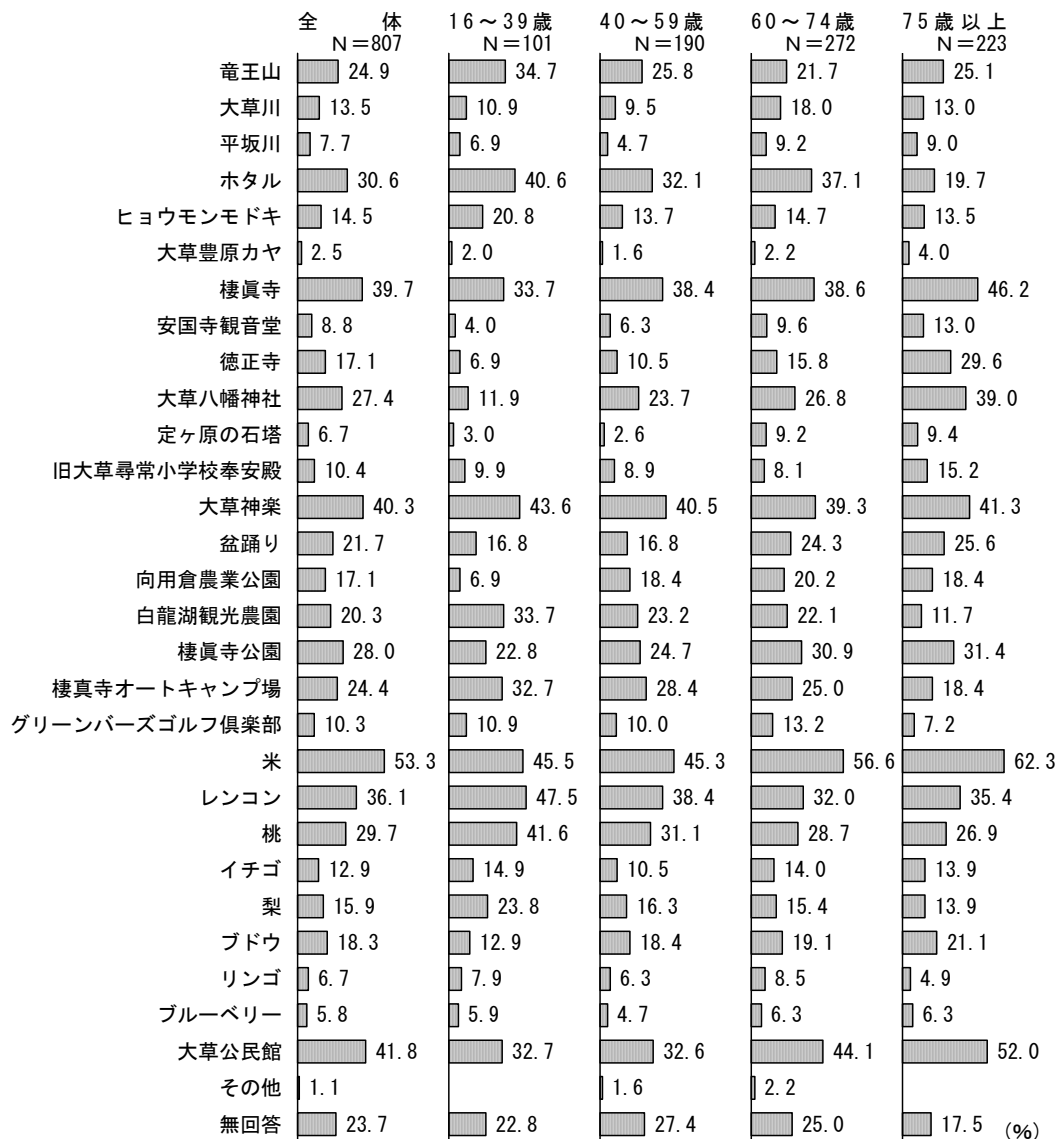 全体 16～39歳 40～59歳 60～74歳 75歳以上
N＝807 N＝101 N＝190 N＝272 N＝223
竜王山 24.9 34.7 25.8 21.7 25.1
大草川 13.5 10.9 9.5 18.0 13.0
平坂川 7.7 6.9 4.7 9.2 9.0
ホタル 30.6 40.6 32.1 37.1 19.7
ヒョウモンモドキ 14.5 20.8 13.7 14.7 13.5
大草豊原カヤ 2.5 2.0 1.6 2.2 4.0
棲眞寺 39.7 33.7 38.4 38.6 46.2
安国寺観音堂 8.8 4.0 6.3 9.6 13.0
徳正寺 17.1 6.9 10.5 15.8 29.6
大草八幡神社 27.4 11.9 23.7 26.8 39.0
定ヶ原の石塔 6.7 3.0 2.6 9.2 9.4
旧大草尋常小学校奉安殿 10.4 9.9 8.9 8.1 15.2
大草神楽 40.3 43.6 40.5 39.3 41.3
盆踊り 21.7 16.8 16.8 24.3 25.6
向用倉農業公園 17.1 6.9 18.4 20.2 18.4
白龍湖観光農園 20.3 33.7 23.2 22.1 11.7
棲眞寺公園 28.0 22.8 24.7 30.9 31.4
棲真寺オートキャンプ場 24.4 32.7 28.4 25.0 18.4
グリーンバーズゴルフ倶楽部 10.3 10.9 10.0 13.2 7.2
米 53.3 45.5 45.3 56.6 62.3
レンコン 36.1 47.5 38.4 32.0 35.4
桃 29.7 41.6 31.1 28.7 26.9
イチゴ 12.9 14.9 10.5 14.0 13.9
梨 15.9 23.8 16.3 15.4 13.9
ブドウ 18.3 12.9 18.4 19.1 21.1
リンゴ 6.7 7.9 6.3 8.5 4.9
ブルーベリー 5.8 5.9 4.7 6.3 6.3
大草公民館 41.8 32.7 32.6 44.1 52.0
その他 1.1 1.6 2.2
無回答 23.7 22.8 27.4 25.0 17.5 (%)